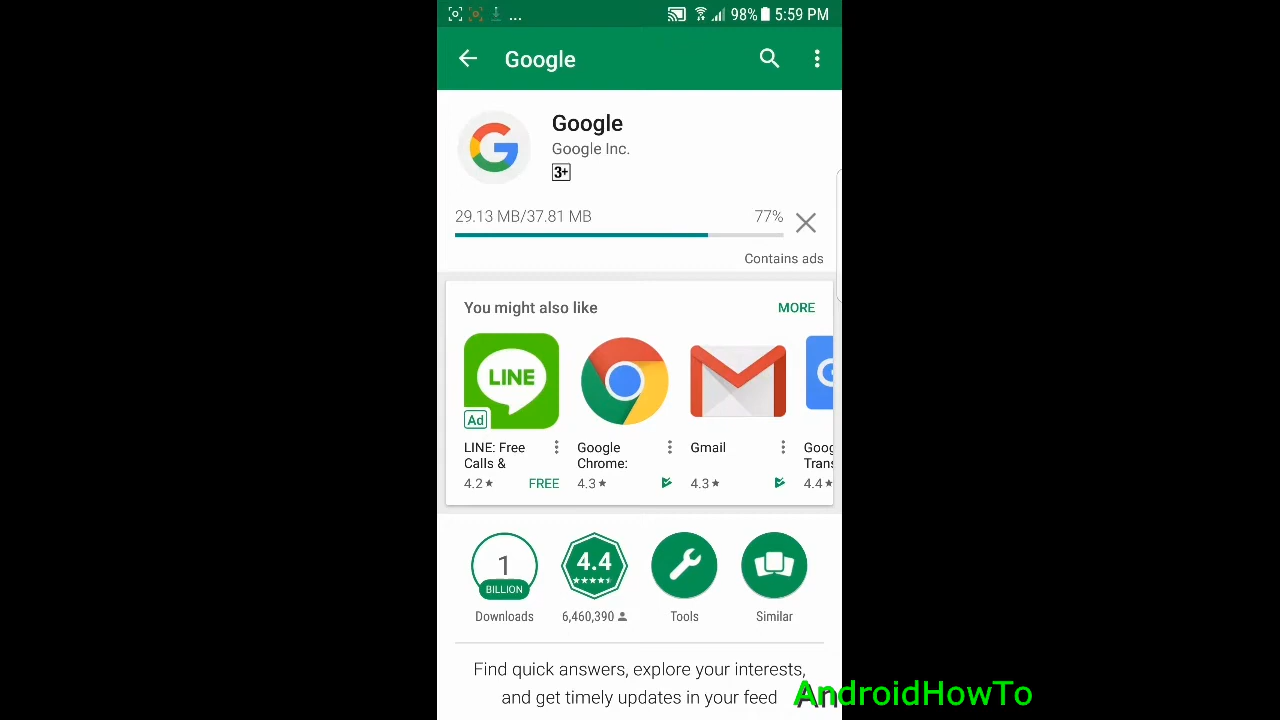 ... 98% 5:59 PM
Google
Google
Google Inc.
3+
29.13 MB/37.81 MB 77%
Contains ads
You might also like MORE
LINE
Ad
LINE: Free Calls &
4.2 FREE
Google Chrome:
4.3
Gmail
4.3
Goog
Trans
4.4
1 BILLION
Downloads
4.4
6,460,390
Tools
Similar
Find quick answers, explore your interests,
and get timely updates in your feed
AndroidHowTo